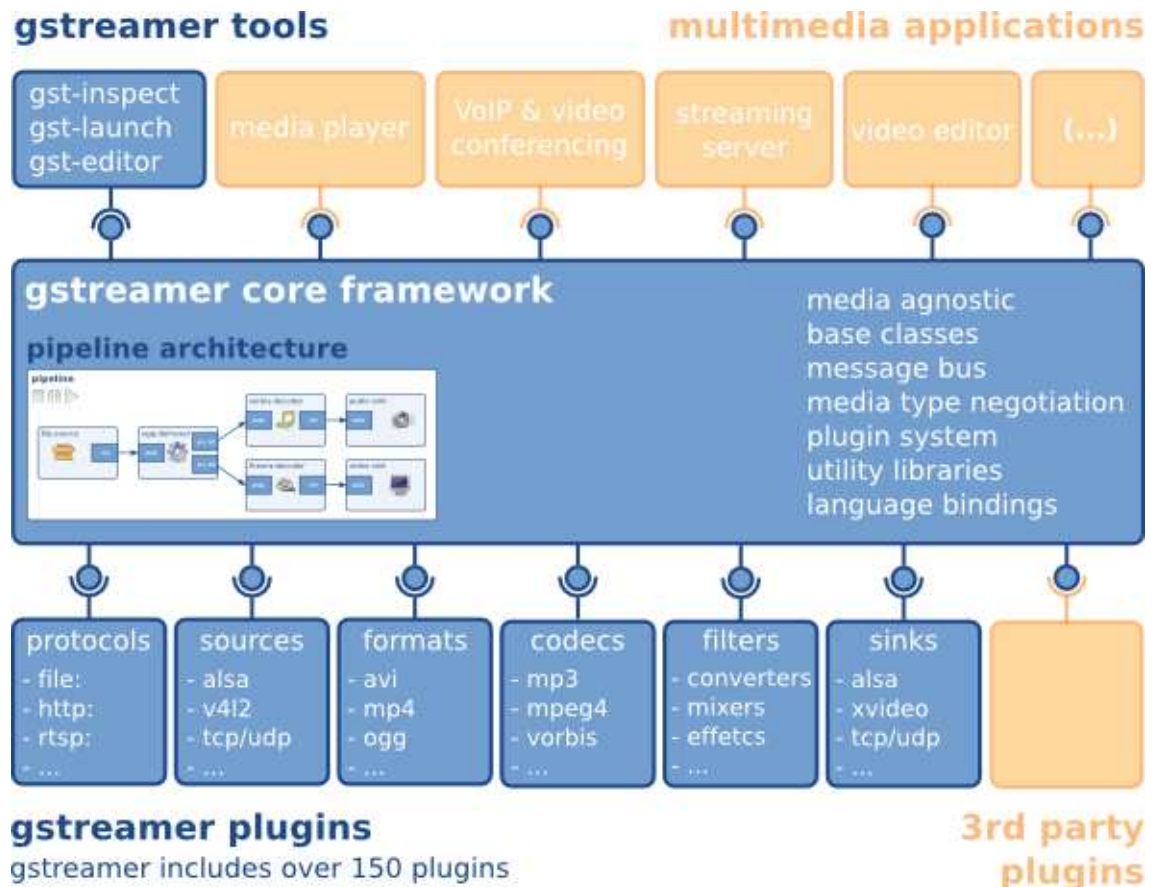 gstreamer tools
multimedia applications
gst-inspect
gst-launch
gst-editor
media player
VoIP & video
conferencing
streaming
server
video editor
(...)
gstreamer core framework
media agnostic
base classes
message bus
media type negotiation
plugin system
utility libraries
language bindings
pipeline architecture
pipeline
protocols
- file:
- http:
- rtsp:
- ...
sources
- alsa
- v4l2
- tcp/udp
- ...
formats
- avi
- mp4
- ogg
- ...
codecs
- mp3
- mpeg4
- vorbis
- ...
filters
- converters
- mixers
- effetcs
- ...
sinks
- alsa
- xvideo
- tcp/udp
- ...
gstreamer plugins
gstreamer includes over 150 plugins
3rd party
plugins